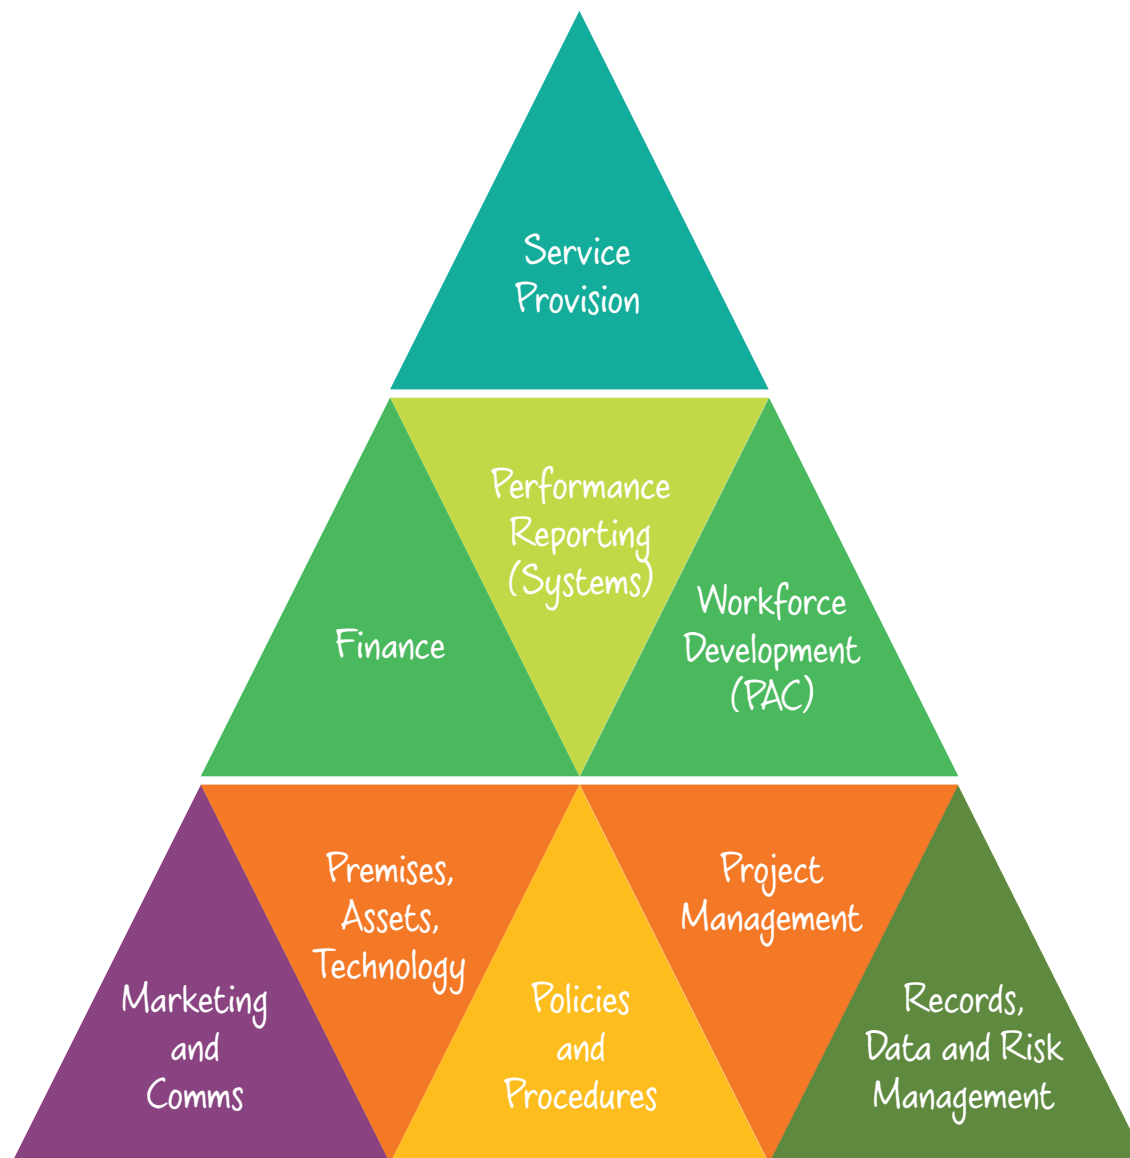 Service
Provision
Performance
Reporting
(Systems)
Finance
Workforce
Development
(PAC)
Marketing
and
Comms
Premises,
Assets,
Technology
Policies
and
Procedures
Project
Management
Records,
Data and Risk
Management